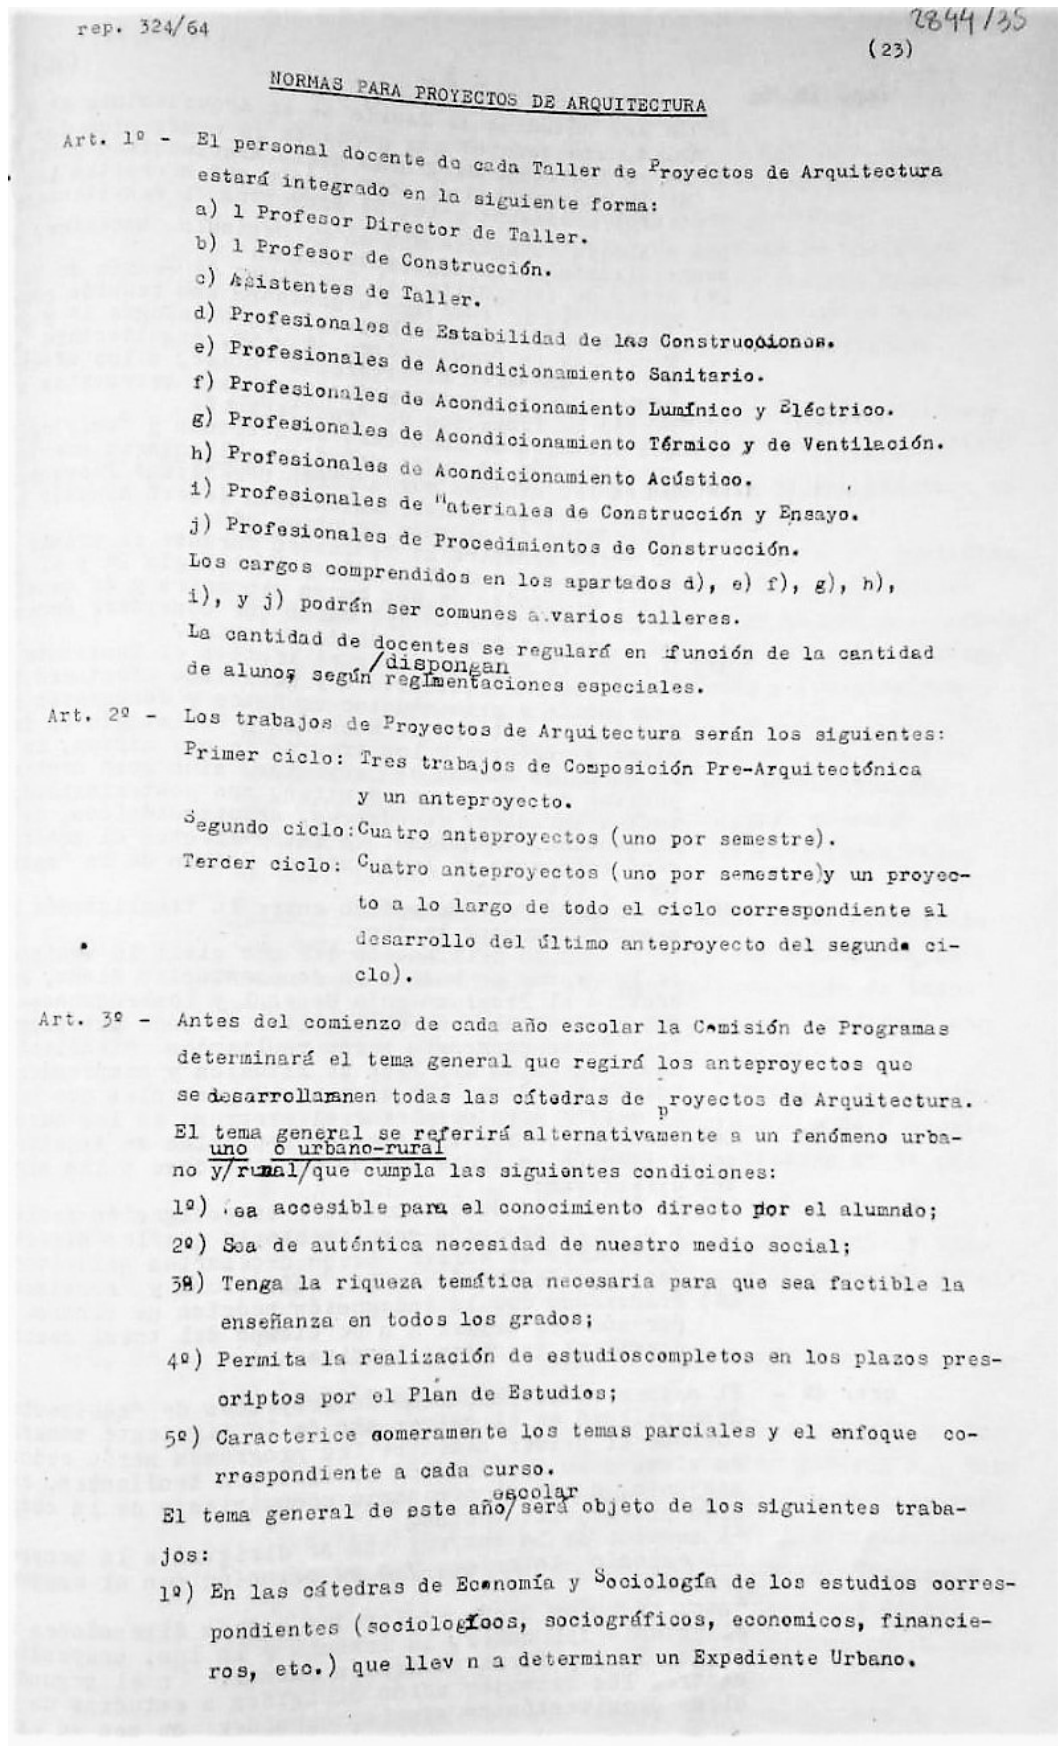 rep. 324/64
2844/35
(23)
NORMAS PARA PROYECTOS DE ARQUITECTURA
Art. 1º - El personal docente de cada Taller de Proyectos de Arquitectura
estará integrado en la siguiente forma:
a) 1 Profesor Director de Taller.
b) 1 Profesor de Construcción.
c) Asistentes de Taller.
d) Profesionales de Estabilidad de las Construcciones.
e) Profesionales de Acondicionamiento Sanitario.
f) Profesionales de Acondicionamiento Lumínico y Eléctrico.
g) Profesionales de Acondicionamiento Térmico y de Ventilación.
h) Profesionales de Acondicionamiento Acústico.
i) Profesionales de Materiales de Construcción y Ensayo.
j) Profesionales de Procedimientos de Construcción.
Los cargos comprendidos en los apartados d), e) f), g), h),
i), y j) podrán ser comunes a varios talleres.
La cantidad de docentes se regulará en función de la cantidad
/dispongan
de alunos según reglmentaciones especiales.
Art. 2º - Los trabajos de Proyectos de Arquitectura serán los siguientes:
Primer ciclo: Tres trabajos de Composición Pre-Arquitectónica
y un anteproyecto.
Segundo ciclo: Cuatro anteproyectos (uno por semestre).
Tercer ciclo: Cuatro anteproyectos (uno por semestre)y un proyec-
to a lo largo de todo el ciclo correspondiente al
desarrollo del último anteproyecto del segundo ci-
clo).
Art. 3º - Antes del comienzo de cada año escolar la Comisión de Programas
determinará el tema general que regirá los anteproyectos que
se desarrollaranen todas las cátedras de Proyectos de Arquitectura.
El tema general se referirá alternativamente a un fenómeno urba-
uno o urbano-rural
no y/rural/que cumpla las siguientes condiciones:
1º) Sea accesible para el conocimiento directo por el alumndo;
2º) Sea de auténtica necesidad de nuestro medio social;
3º) Tenga la riqueza temática necesaria para que sea factible la
enseñanza en todos los grados;
4º) Permita la realización de estudioscompletos en los plazos pres-
criptos por el Plan de Estudios;
5º) Caracterice someramente los temas parciales y el enfoque co-
rrespondiente a cada curso.
escolar
El tema general de este año/será objeto de los siguientes traba-
jos:
1º) En las cátedras de Economía y Sociología de los estudios corres-
pondientes (sociologícos, sociográficos, economicos, financie-
ros, etc.) que llev n a determinar un Expediente Urbano.